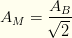 A_M = \frac{A_B}{\sqrt{2}}